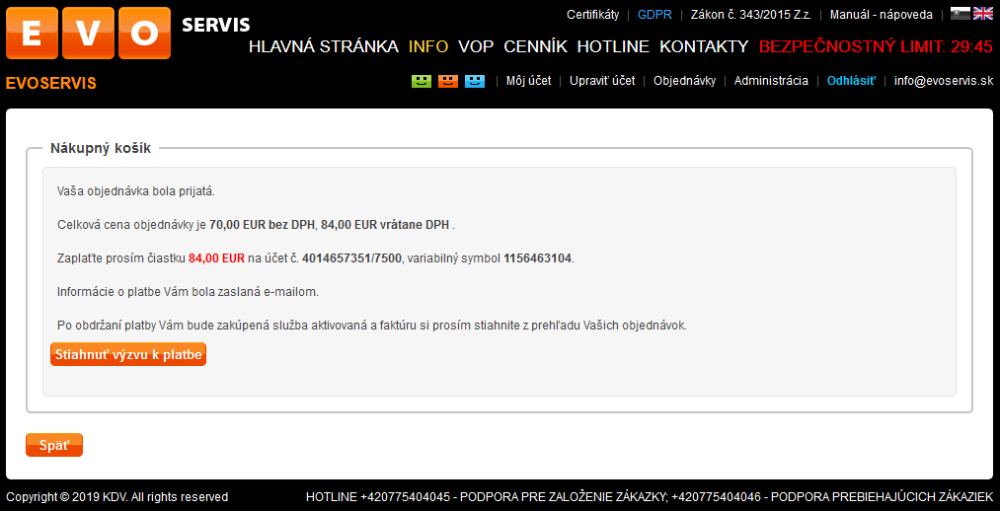 EVO SERVIS
Certifikáty | GDPR | Zákon č. 343/2015 Z.z. | Manuál - nápoveda |
HLAVNÁ STRÁNKA INFO VOP CENNÍK HOTLINE KONTAKTY BEZPEČNOSTNÝ LIMIT: 29:45
EVOSERVIS
| Môj účet | Upraviť účet | Objednávky | Administrácia | Odhlásiť | info@evoservis.sk
Nákupný košík
Vaša objednávka bola prijatá.
Celková cena objednávky je 70,00 EUR bez DPH, 84,00 EUR vrátane DPH .
Zaplaťte prosím čiastku 84,00 EUR na účet č. 4014657351/7500, variabilný symbol 1156463104.
Informácie o platbe Vám bola zaslaná e-mailom.
Po obdržaní platby Vám bude zakúpená služba aktivovaná a faktúru si prosím stiahnite z prehľadu Vašich objednávok.
Stiahnuť výzvu k platbe
Späť
Copyright © 2019 KDV. All rights reserved
HOTLINE +420775404045 - PODPORA PRE ZALOŽENIE ZÁKAZKY; +420775404046 - PODPORA PREBIEHAJÚCICH ZÁKAZIEK